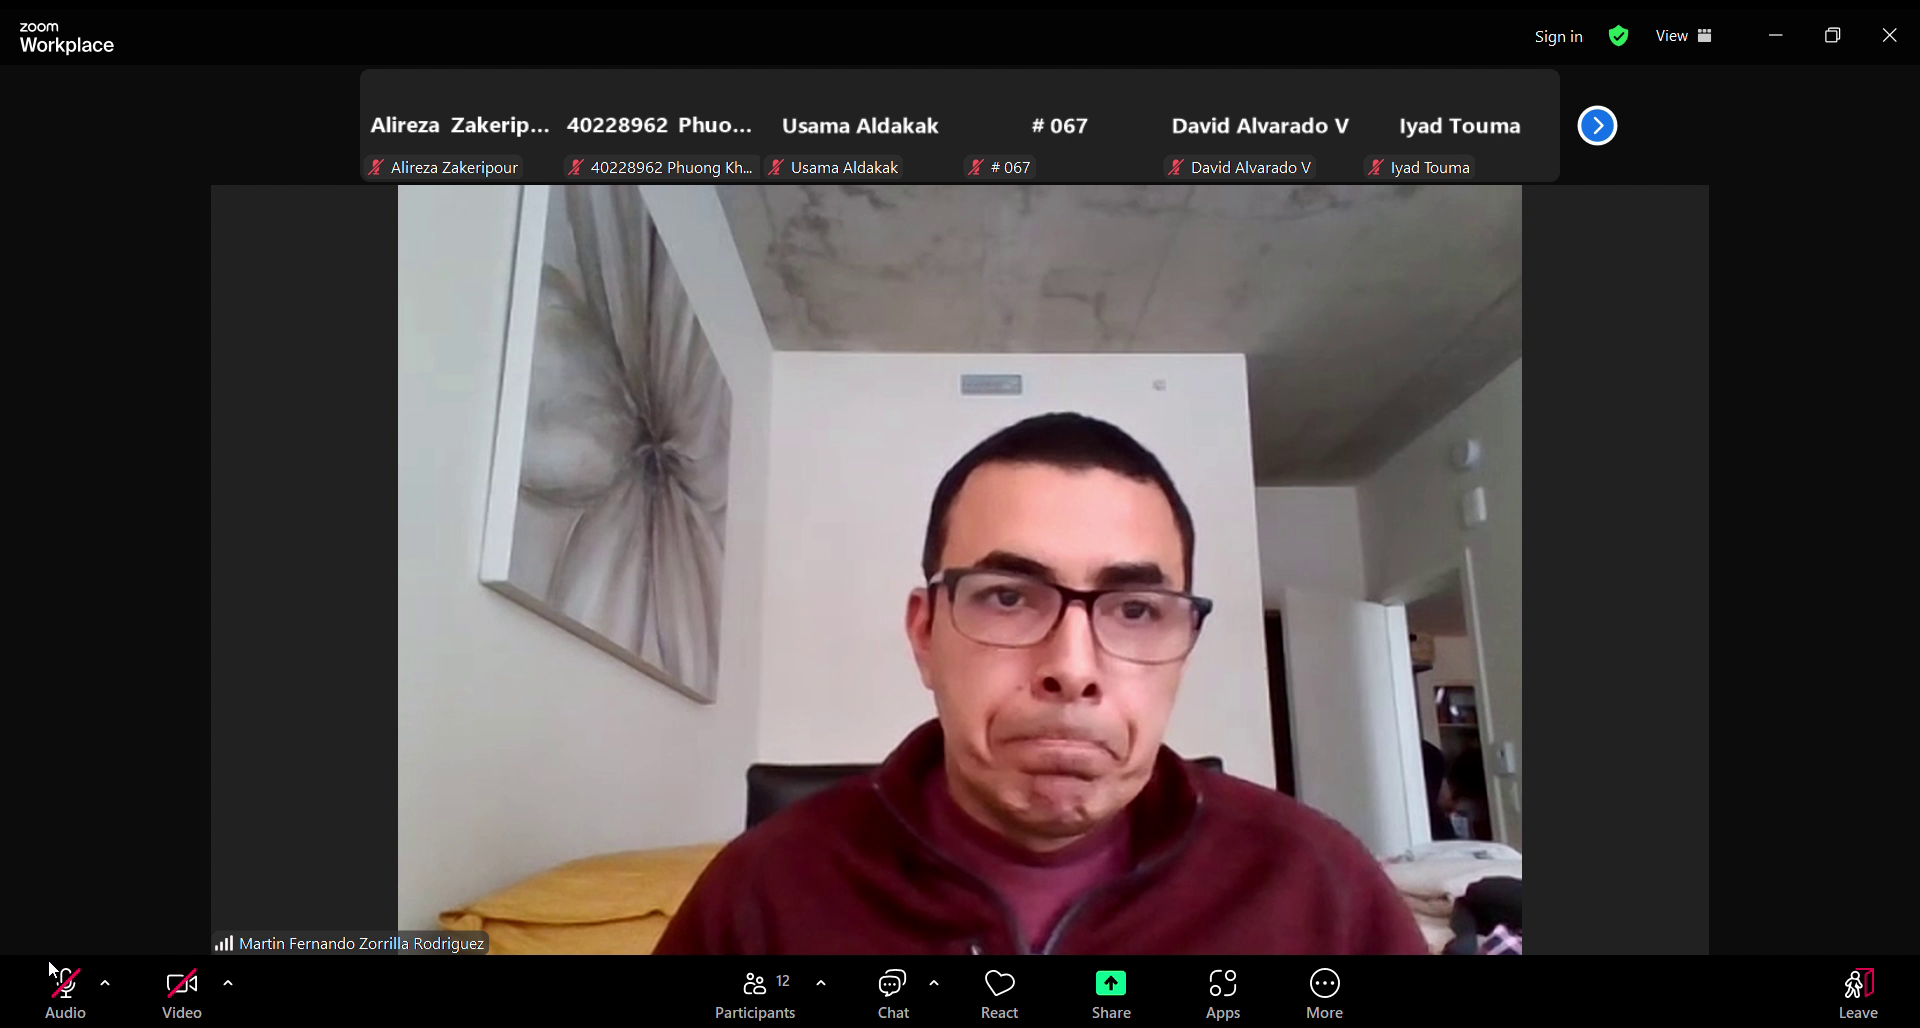 zoom
Workplace
Sign in
View
Alireza Zakerip...
40228962 Phuo...
Usama Aldakak
# 067
David Alvarado V
Iyad Touma
Alireza Zakeripour
40228962 Phuong Kh...
Usama Aldakak
# 067
David Alvarado V
Iyad Touma
Martin Fernando Zorrilla Rodriguez
Audio
Video
12
Participants
Chat
React
Share
Apps
More
Leave